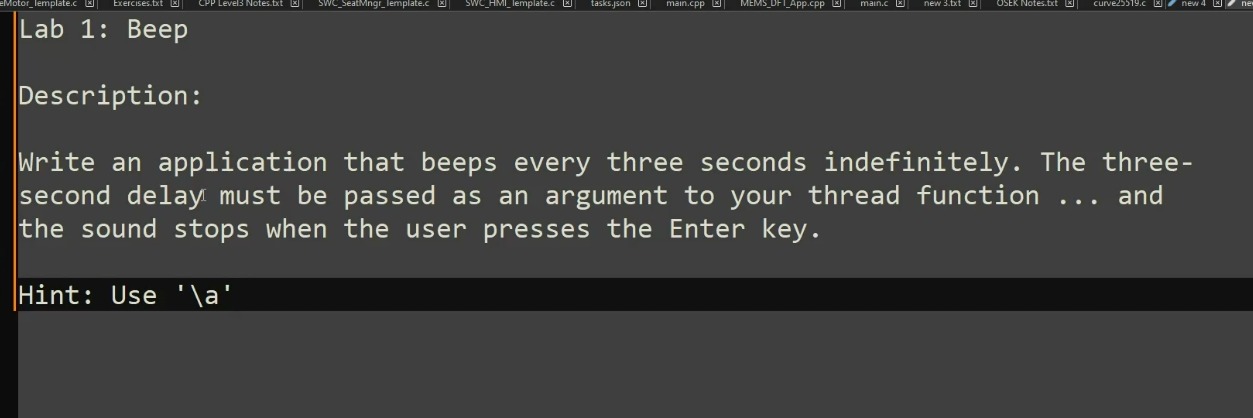 eMotor_Template.c Exercises.txt CPP Level3 Notes.txt SWC_SeatMngr_Template.c SWC_HMI_Template.c tasks.json main.cpp MEMS_DFT_App.cpp main.c new 3.txt OSEK Notes.txt curve25519.c new 4 ne
Lab 1: Beep
Description:
Write an application that beeps every three seconds indefinitely. The three-
second delay must be passed as an argument to your thread function ... and
the sound stops when the user presses the Enter key.
Hint: Use '\a'